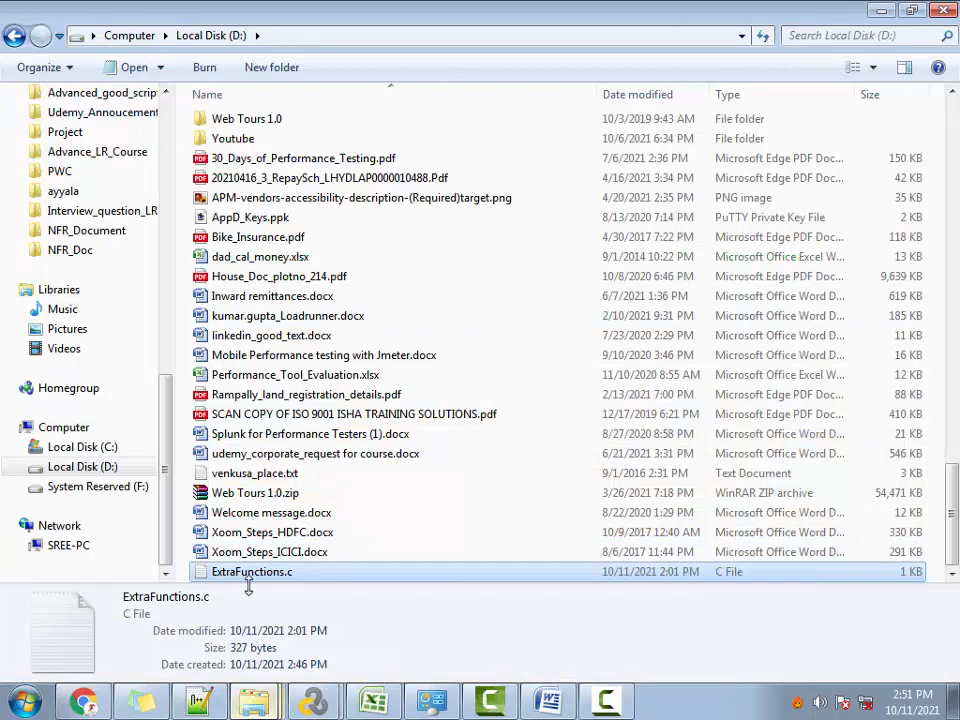 Computer Local Disk (D:) Search Local Disk (D:)
Organize Open Burn New folder
Advanced_good_scrip
Udemy_Annoucement
Project
Advance_LR_Course
PWC
ayyala
Interview_question_LR
NFR_Document
NFR_Doc
Libraries
Music
Pictures
Videos
Homegroup
Computer
Local Disk (C:)
Local Disk (D:)
System Reserved (F:)
Network
SREE-PC
Name Date modified Type Size
Web Tours 1.0 10/3/2019 9:43 AM File folder
Youtube 10/6/2021 6:34 PM File folder
30_Days_of_Performance_Testing.pdf 7/6/2021 2:36 PM Microsoft Edge PDF Doc... 150 KB
20210416_3_RepaySch_LHYDLAP0000010488.Pdf 4/16/2021 3:34 PM Microsoft Edge PDF Doc... 42 KB
APM-vendors-accessibility-description-(Required)target.png 4/20/2021 2:35 PM PNG image 35 KB
AppD_Keys.ppk 8/13/2020 7:14 PM PuTTY Private Key File 2 KB
Bike_Insurance.pdf 4/30/2017 7:22 PM Microsoft Edge PDF Doc... 118 KB
dad_cal_money.xlsx 9/1/2014 10:22 PM Microsoft Office Excel W... 13 KB
House_Doc_plotno_214.pdf 10/8/2020 6:46 PM Microsoft Edge PDF Doc... 9,639 KB
Inward remittances.docx 6/7/2021 1:36 PM Microsoft Office Word D... 619 KB
kumar.gupta_Loadrunner.docx 2/10/2021 9:31 PM Microsoft Office Word D... 185 KB
linkedin_good_text.docx 7/23/2020 2:29 PM Microsoft Office Word D... 11 KB
Mobile Performance testing with Jmeter.docx 9/10/2020 3:46 PM Microsoft Office Word D... 16 KB
Performance_Tool_Evaluation.xlsx 11/10/2020 8:55 AM Microsoft Office Excel W... 12 KB
Rampally_land_registration_details.pdf 2/13/2021 7:00 PM Microsoft Edge PDF Doc... 88 KB
SCAN COPY OF ISO 9001 ISHA TRAINING SOLUTIONS.pdf 12/17/2019 6:21 PM Microsoft Edge PDF Doc... 410 KB
Splunk for Performance Testers (1).docx 8/27/2020 8:58 PM Microsoft Office Word D... 21 KB
udemy_corporate_request for course.docx 6/21/2021 3:31 PM Microsoft Office Word D... 546 KB
venkusa_place.txt 9/1/2016 2:31 PM Text Document 3 KB
Web Tours 1.0.zip 3/26/2021 7:18 PM WinRAR ZIP archive 54,471 KB
Welcome message.docx 8/22/2020 1:29 PM Microsoft Office Word D... 12 KB
Xoom_Steps_HDFC.docx 10/9/2017 12:40 AM Microsoft Office Word D... 330 KB
Xoom_Steps_ICICI.docx 8/6/2017 11:44 PM Microsoft Office Word D... 291 KB
ExtraFunctions.c 10/11/2021 2:01 PM C File 1 KB
ExtraFunctions.c
C File
Date modified: 10/11/2021 2:01 PM
Size: 327 bytes
Date created: 10/11/2021 2:46 PM
2:51 PM
10/11/2021